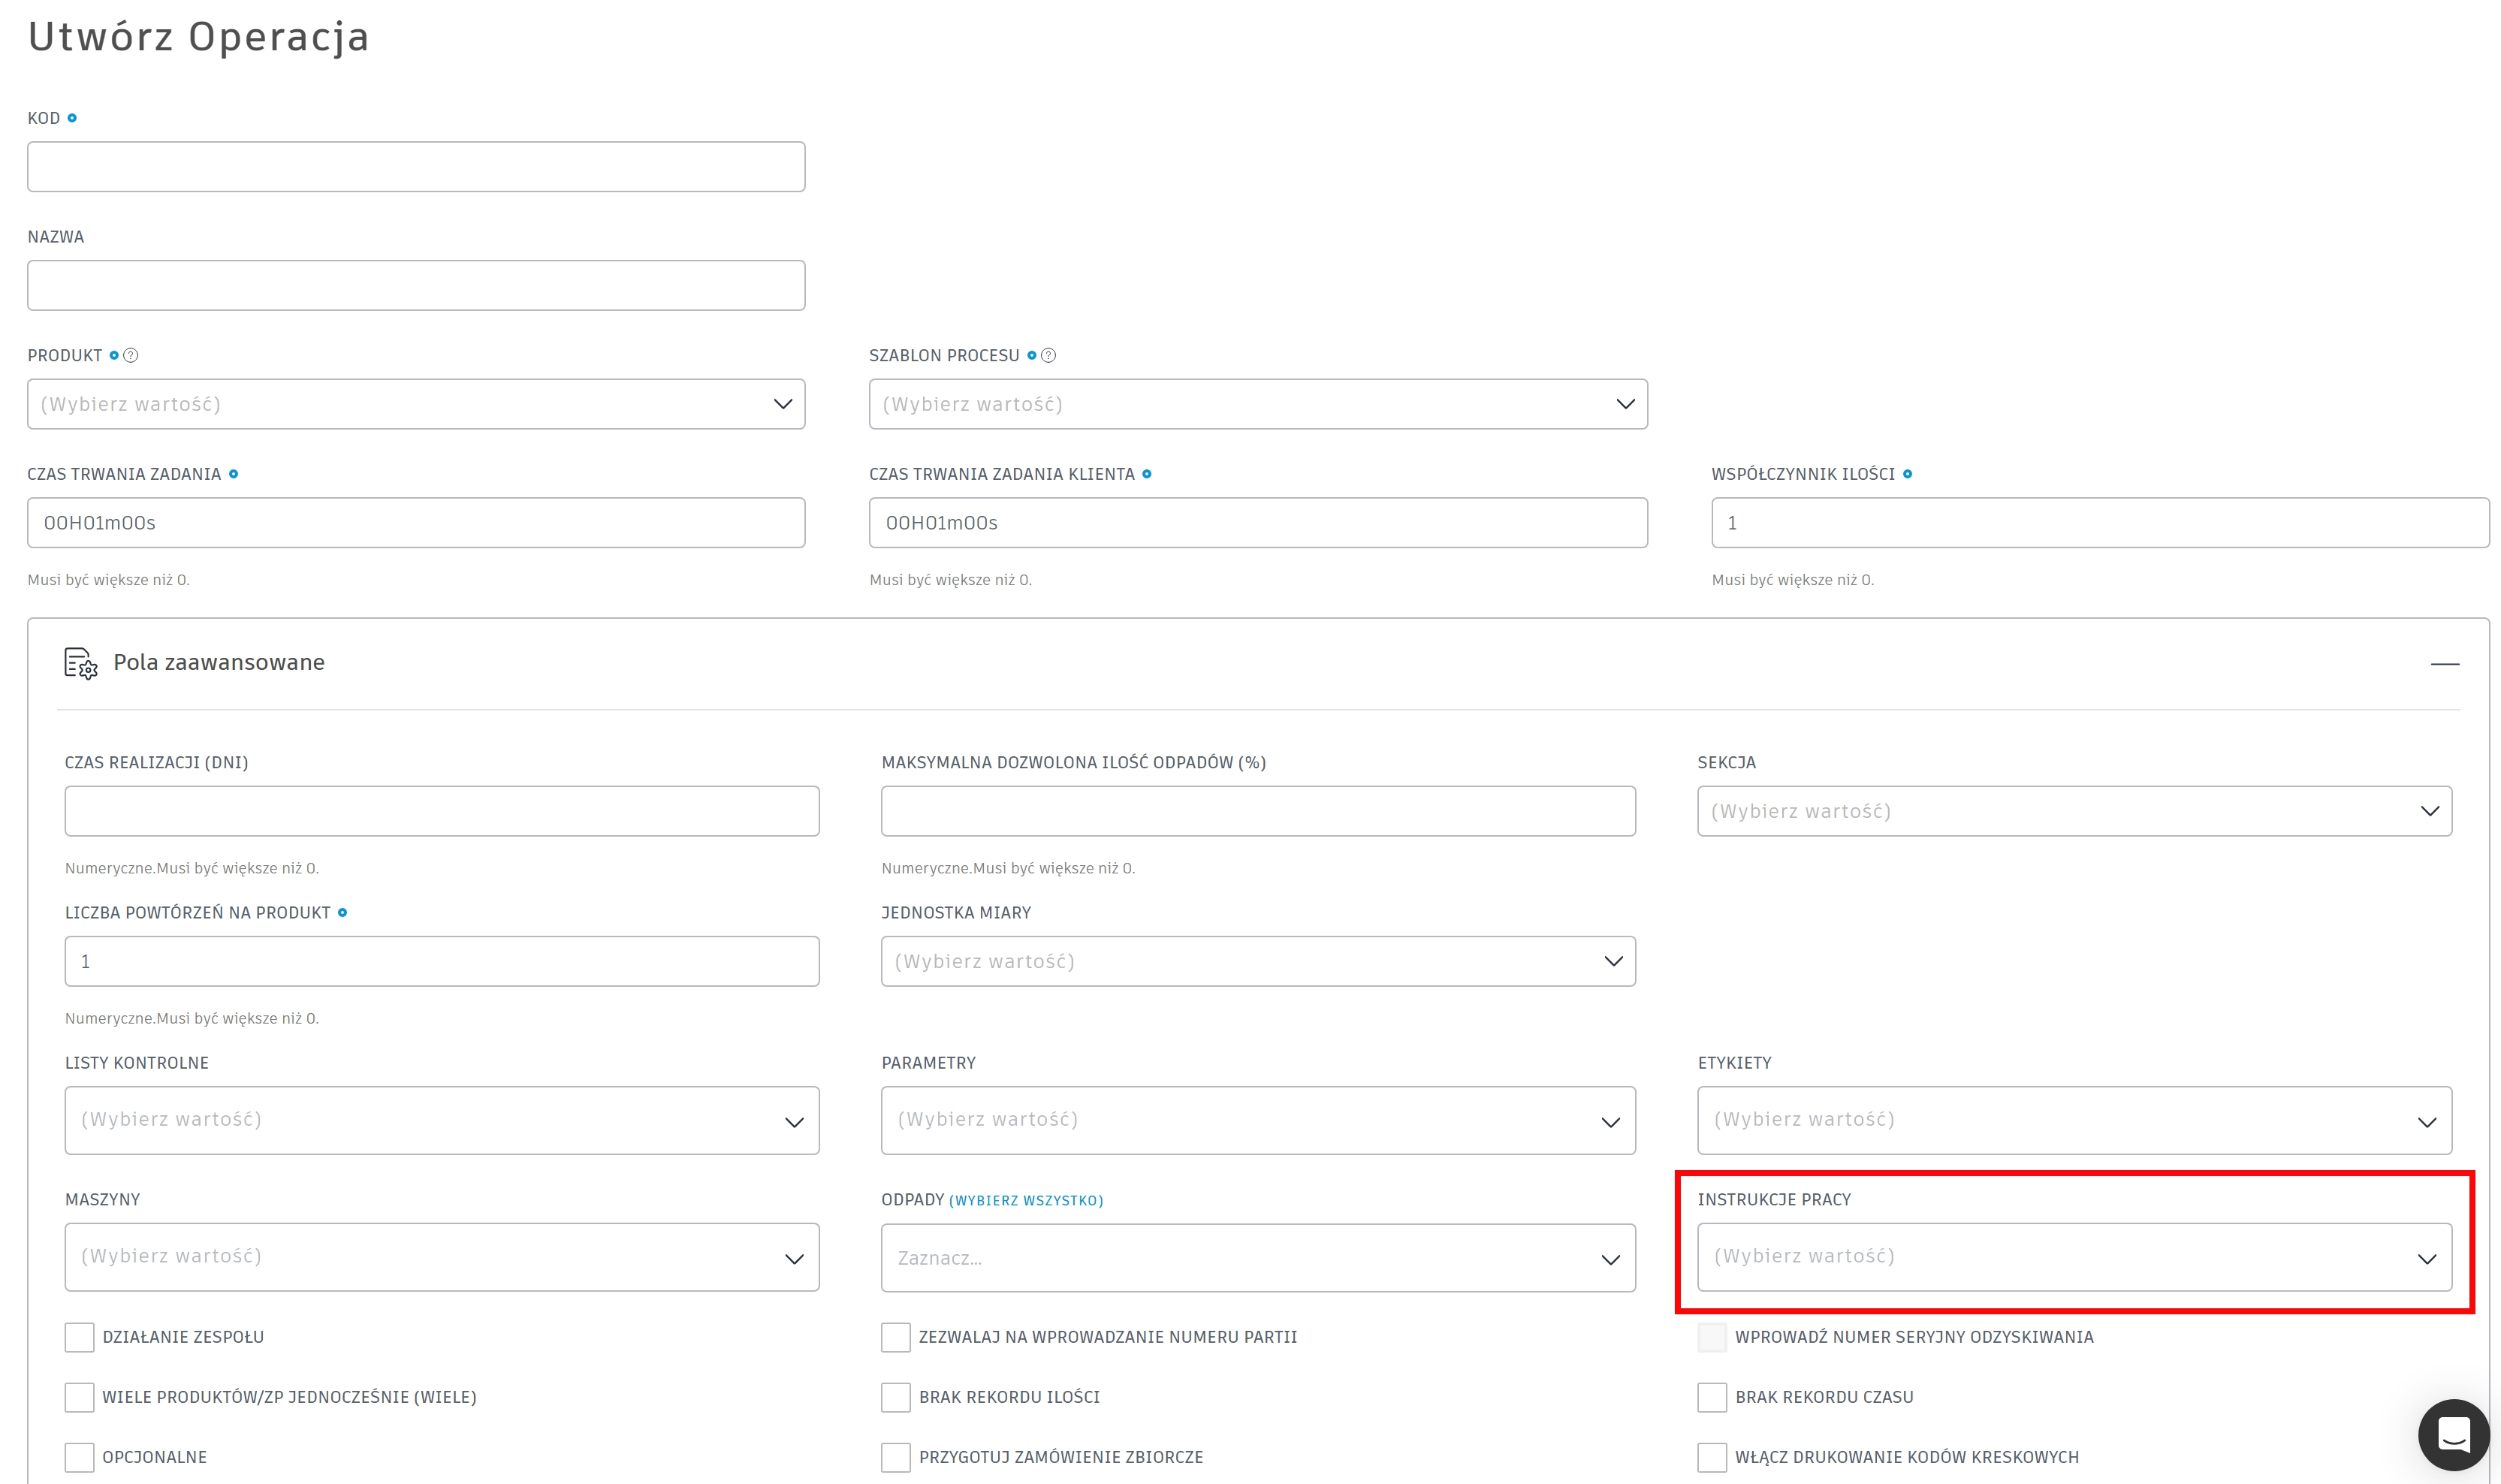 Utwórz Operacja
KOD
NAZWA
PRODUKT ?
SZABLON PROCESU ?
(Wybierz wartość)
(Wybierz wartość)
CZAS TRWANIA ZADANIA
CZAS TRWANIA ZADANIA KLIENTA
WSPÓŁCZYNNIK ILOŚCI
00H01m00s
00H01m00s
1
Musi być większe niż 0.
Musi być większe niż 0.
Musi być większe niż 0.
Pola zaawansowane
CZAS REALIZACJI (DNI)
MAKSYMALNA DOZWOLONA ILOŚĆ ODPADÓW (%)
SEKCJA
(Wybierz wartość)
Numeryczne.Musi być większe niż 0.
Numeryczne.Musi być większe niż 0.
LICZBA POWTÓRZEŃ NA PRODUKT
JEDNOSTKA MIARY
1
(Wybierz wartość)
Numeryczne.Musi być większe niż 0.
LISTY KONTROLNE
PARAMETRY
ETYKIETY
(Wybierz wartość)
(Wybierz wartość)
(Wybierz wartość)
MASZYNY
ODPADY (WYBIERZ WSZYSTKO)
INSTRUKCJE PRACY
(Wybierz wartość)
Zaznacz...
(Wybierz wartość)
DZIAŁANIE ZESPOŁU
ZEZWALAJ NA WPROWADZANIE NUMERU PARTII
WPROWADŹ NUMER SERYJNY ODZYSKIWANIA
WIELE PRODUKTÓW/ZP JEDNOCZEŚNIE (WIELE)
BRAK REKORDU ILOŚCI
BRAK REKORDU CZASU
OPCJONALNE
PRZYGOTUJ ZAMÓWIENIE ZBIORCZE
WŁĄCZ DRUKOWANIE KODÓW KRESKOWYCH